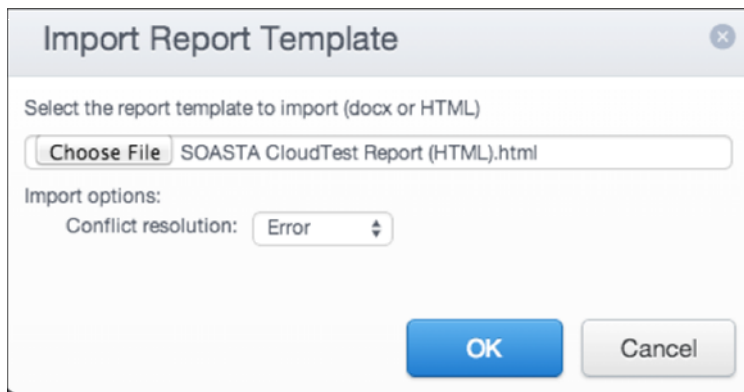 Import Report Template
Select the report template to import (docx or HTML)
Choose File SOASTA CloudTest Report (HTML).html
Import options:
Conflict resolution: Error
OK Cancel